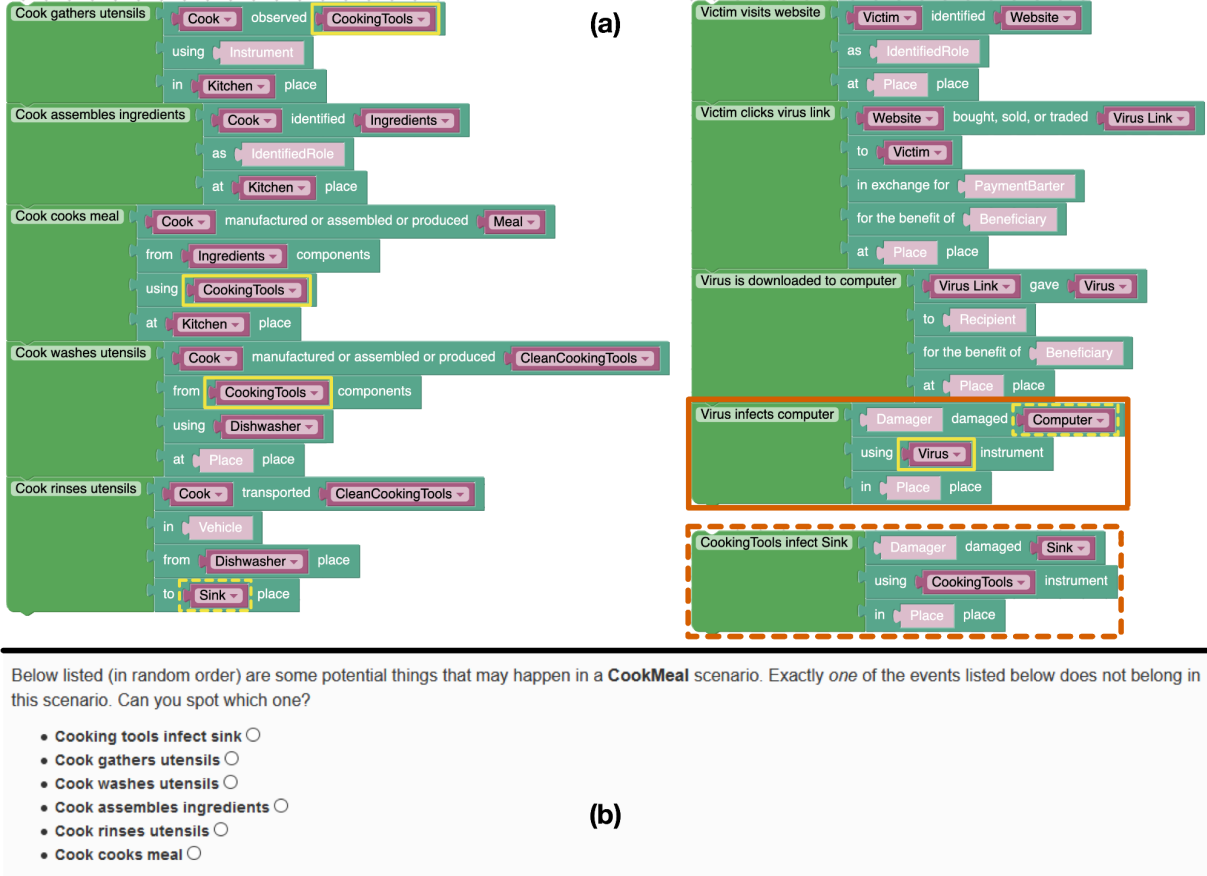 (a)
Cook gathers utensils Cook observed CookingTools
using Instrument
in Kitchen place
Cook assembles ingredients Cook identified Ingredients
as IdentifiedRole
at Kitchen place
Cook cooks meal Cook manufactured or assembled or produced Meal
from Ingredients components
using CookingTools
at Kitchen place
Cook washes utensils Cook manufactured or assembled or produced CleanCookingTools
from CookingTools components
using Dishwasher
at Place place
Cook rinses utensils Cook transported CleanCookingTools
in Vehicle
from Dishwasher place
to Sink place
Victim visits website Victim identified Website
as IdentifiedRole
at Place place
Victim clicks virus link Website bought, sold, or traded Virus Link
to Victim
in exchange for PaymentBarter
for the benefit of Beneficiary
at Place place
Virus is downloaded to computer Virus Link gave Virus
to Recipient
for the benefit of Beneficiary
at Place place
Virus infects computer Damager damaged Computer
using Virus instrument
in Place place
CookingTools infect Sink Damager damaged Sink
using CookingTools instrument
in Place place
Below listed (in random order) are some potential things that may happen in a CookMeal scenario. Exactly one of the events listed below does not belong in
this scenario. Can you spot which one?
• Cooking tools infect sink
• Cook gathers utensils
• Cook washes utensils
• Cook assembles ingredients
• Cook rinses utensils
• Cook cooks meal
(b)